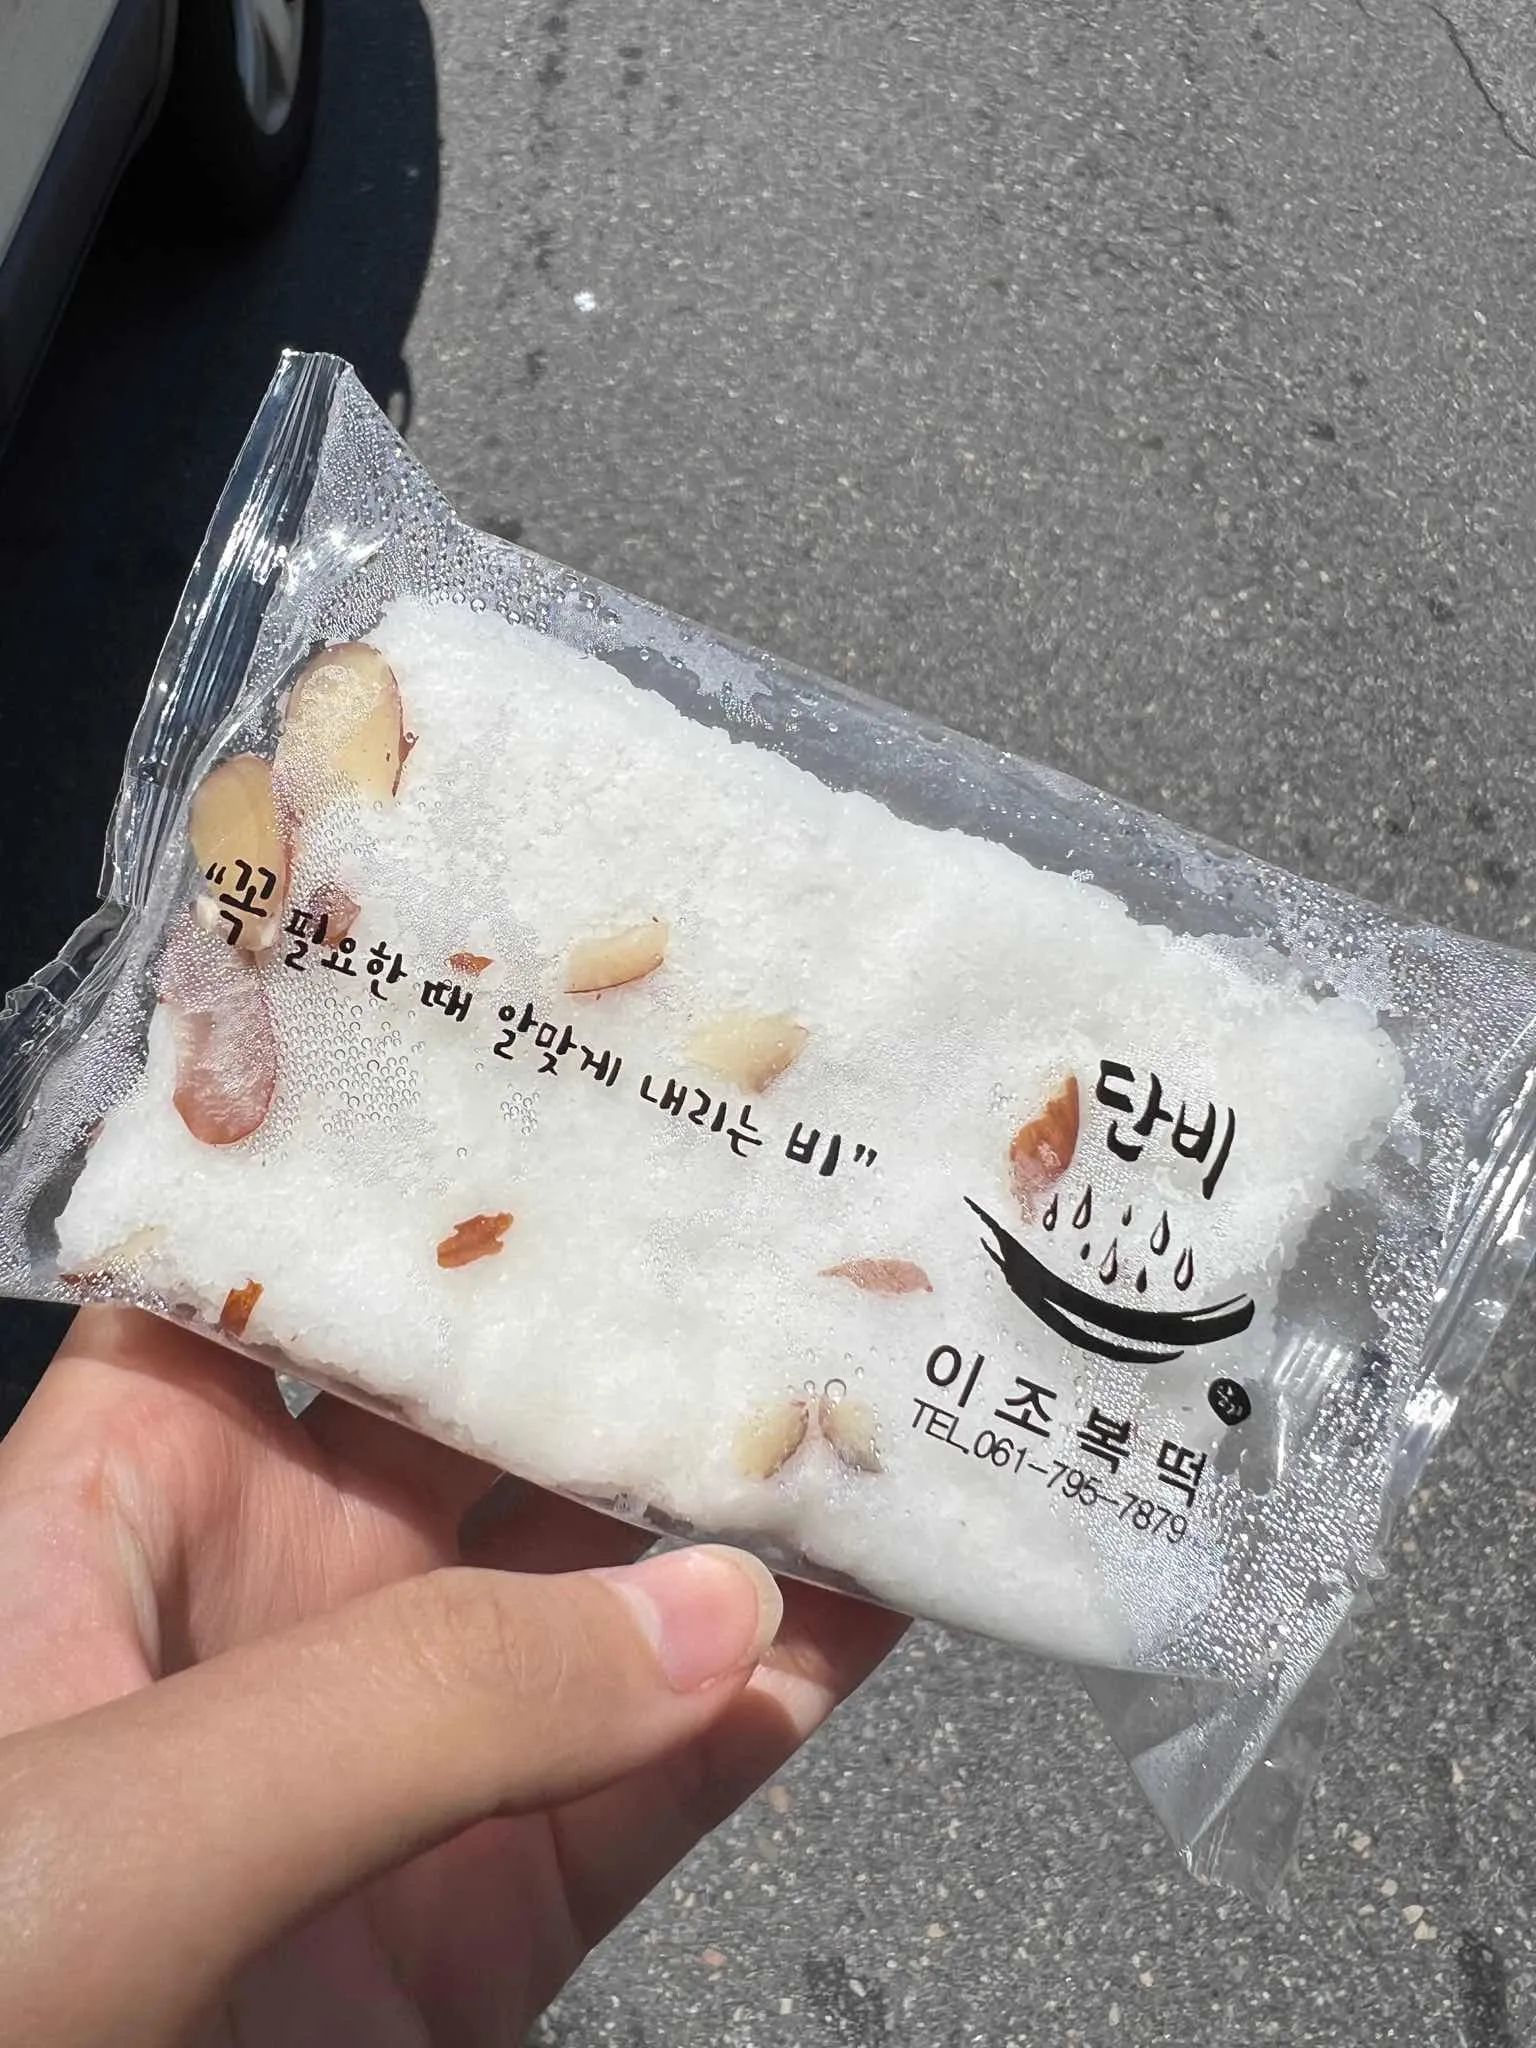 “꼭 필요한 때 알맞게 내리는 비”
단비
이조복떡
TEL.061-795-7879